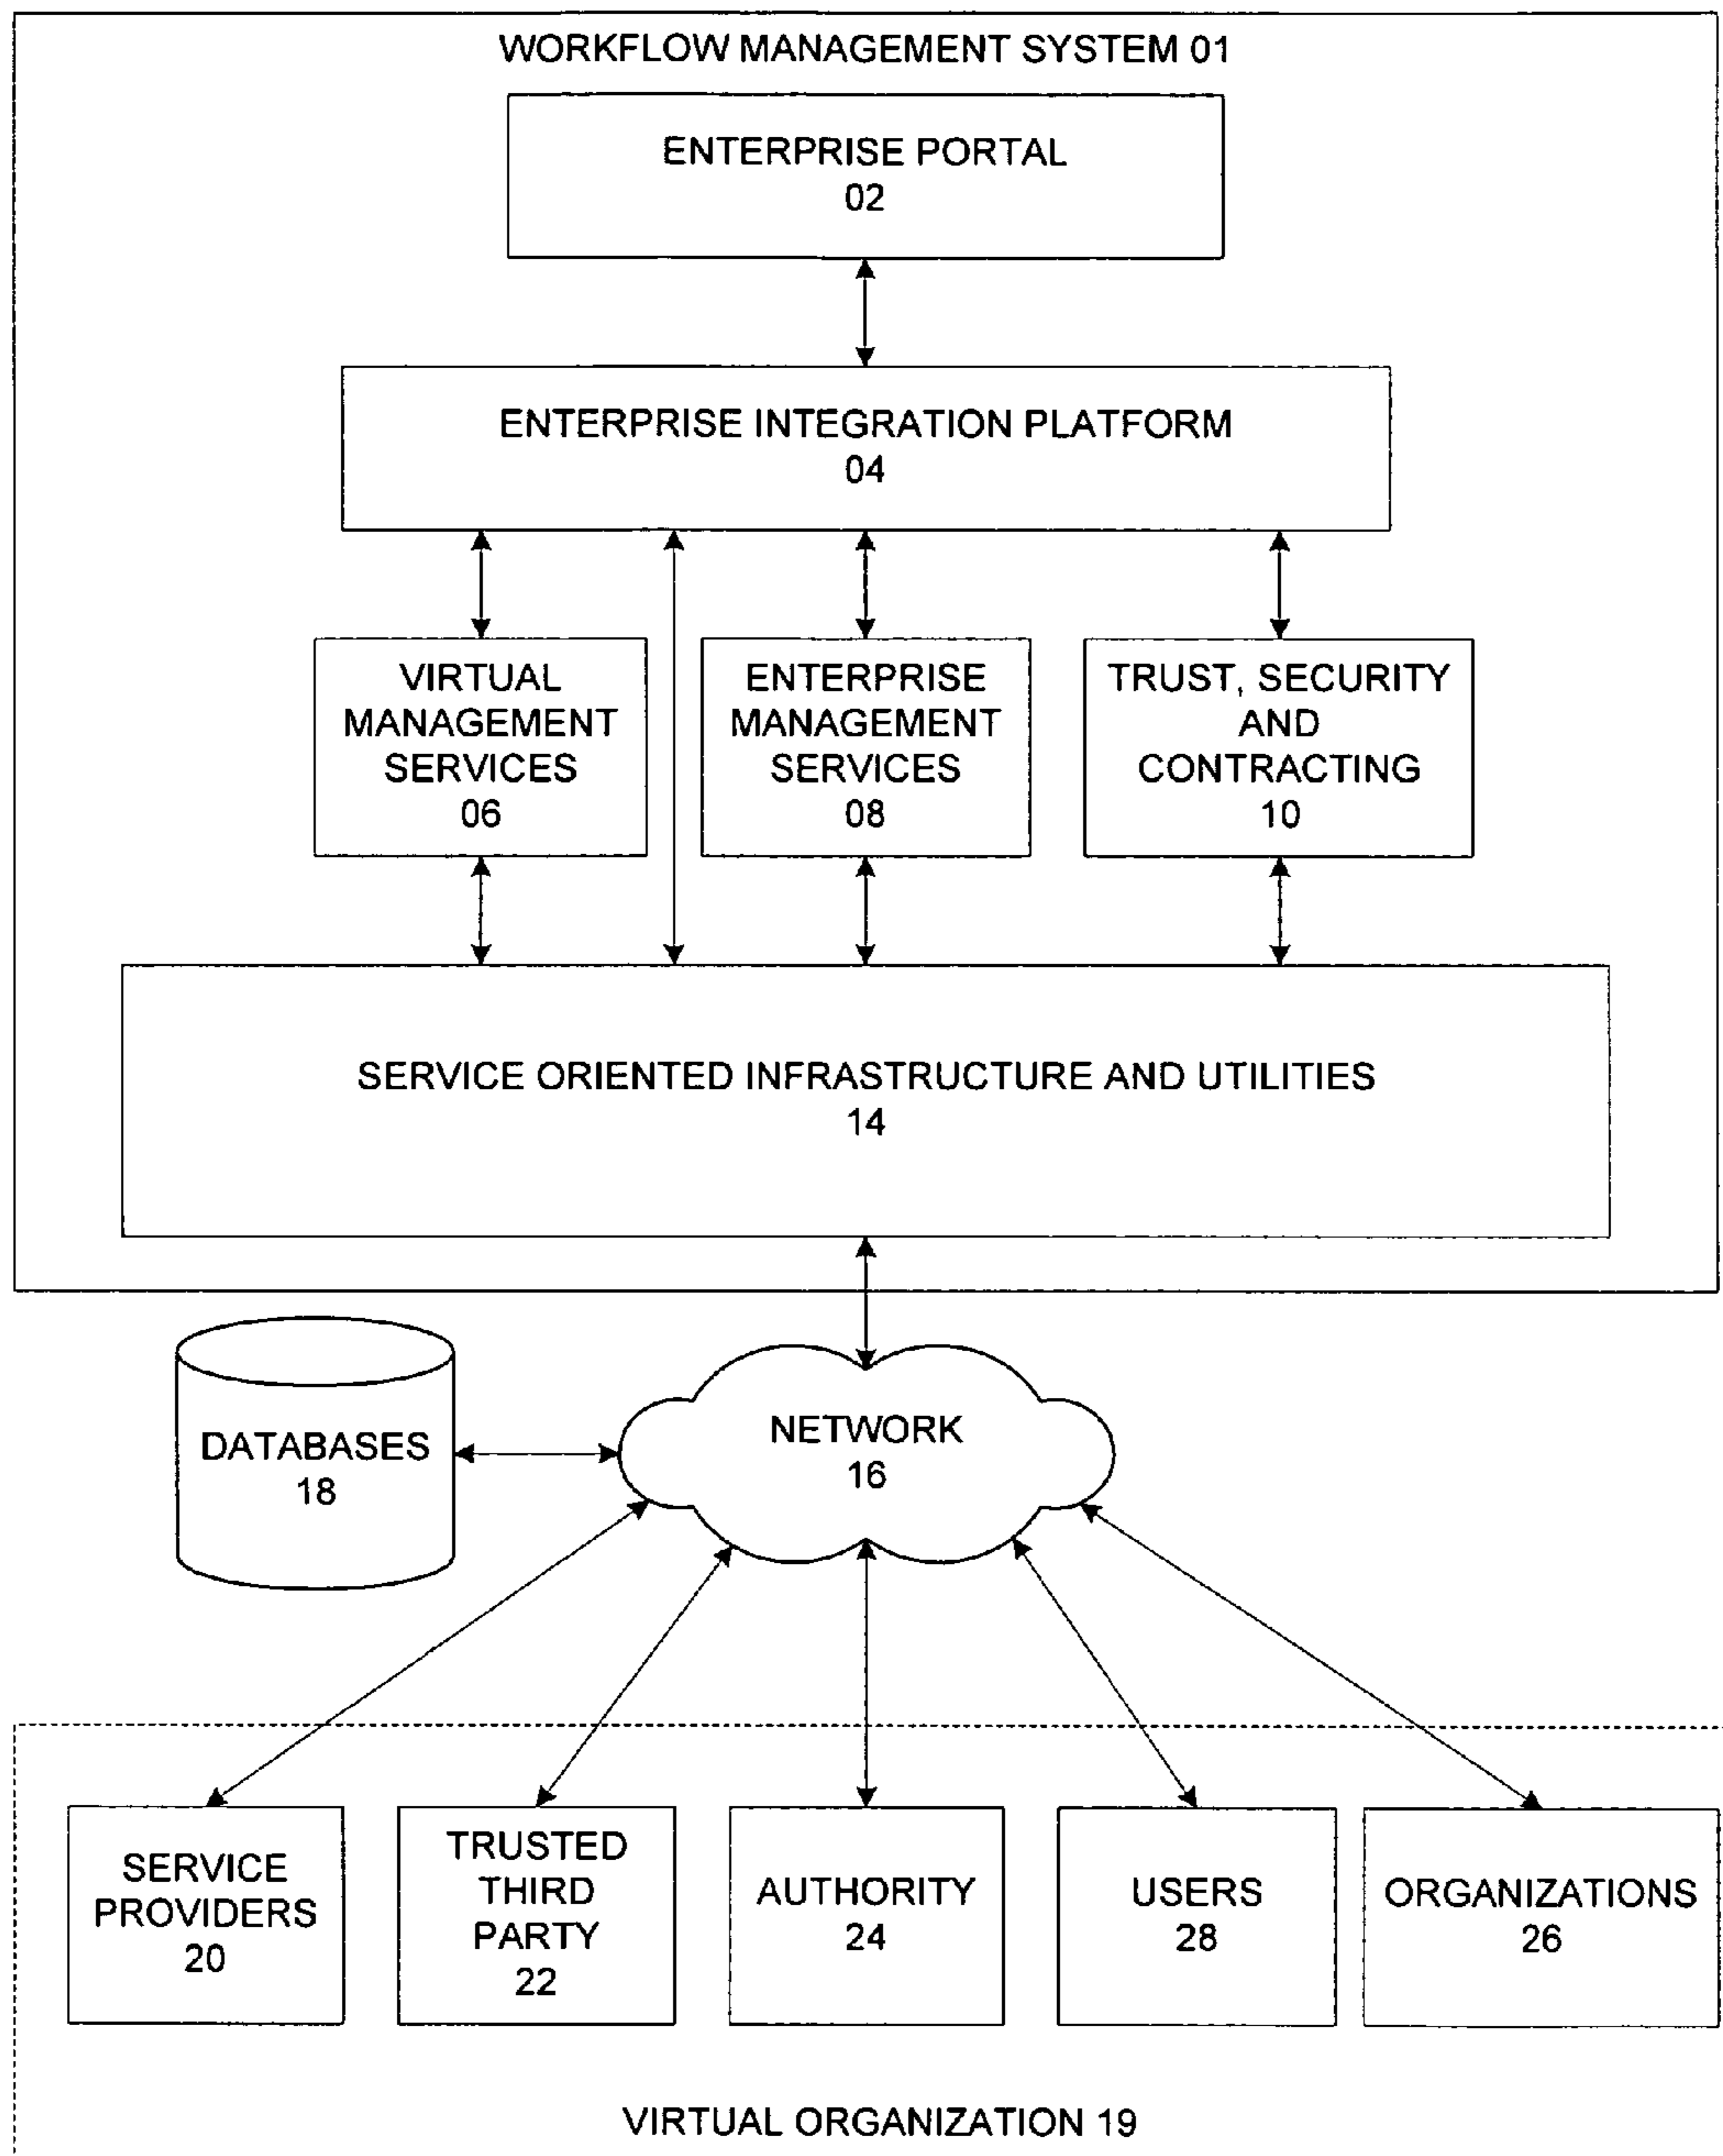 WORKFLOW MANAGEMENT SYSTEM 01
ENTERPRISE PORTAL
02
ENTERPRISE INTEGRATION PLATFORM
04
VIRTUAL
MANAGEMENT
SERVICES
06
ENTERPRISE
MANAGEMENT
SERVICES
08
TRUST, SECURITY
AND
CONTRACTING
10
SERVICE ORIENTED INFRASTRUCTURE AND UTILITIES
14
DATABASES
18
NETWORK
16
SERVICE
PROVIDERS
20
TRUSTED
THIRD
PARTY
22
AUTHORITY
24
USERS
28
ORGANIZATIONS
26
VIRTUAL ORGANIZATION 19